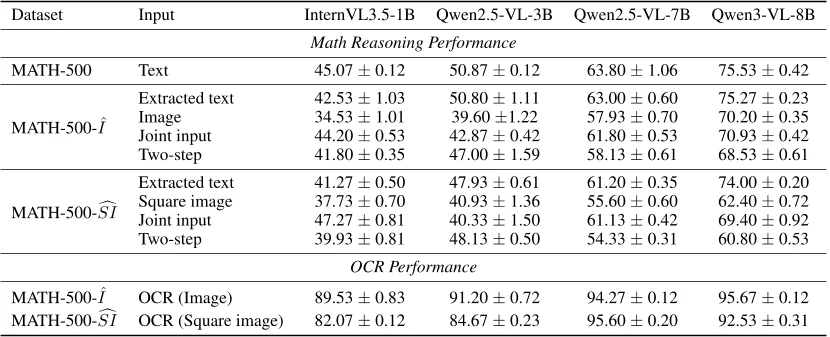 Dataset Input InternVL3.5-1B Qwen2.5-VL-3B Qwen2.5-VL-7B Qwen3-VL-8B
Math Reasoning Performance
MATH-500 Text 45.07 ± 0.12 50.87 ± 0.12 63.80 ± 1.06 75.53 ± 0.42
Extracted text 42.53 ± 1.03 50.80 ± 1.11 63.00 ± 0.60 75.27 ± 0.23
MATH-500-Î Image 34.53 ± 1.01 39.60 ±1.22 57.93 ± 0.70 70.20 ± 0.35
Joint input 44.20 ± 0.53 42.87 ± 0.42 61.80 ± 0.53 70.93 ± 0.42
Two-step 41.80 ± 0.35 47.00 ± 1.59 58.13 ± 0.61 68.53 ± 0.61
Extracted text 41.27 ± 0.50 47.93 ± 0.61 61.20 ± 0.35 74.00 ± 0.20
MATH-500-S͡I Square image 37.73 ± 0.70 40.93 ± 1.36 55.60 ± 0.60 62.40 ± 0.72
Joint input 47.27 ± 0.81 40.33 ± 1.50 61.13 ± 0.42 69.40 ± 0.92
Two-step 39.93 ± 0.81 48.13 ± 0.50 54.33 ± 0.31 60.80 ± 0.53
OCR Performance
MATH-500-Î OCR (Image) 89.53 ± 0.83 91.20 ± 0.72 94.27 ± 0.12 95.67 ± 0.12
MATH-500-S͡I OCR (Square image) 82.07 ± 0.12 84.67 ± 0.23 95.60 ± 0.20 92.53 ± 0.31